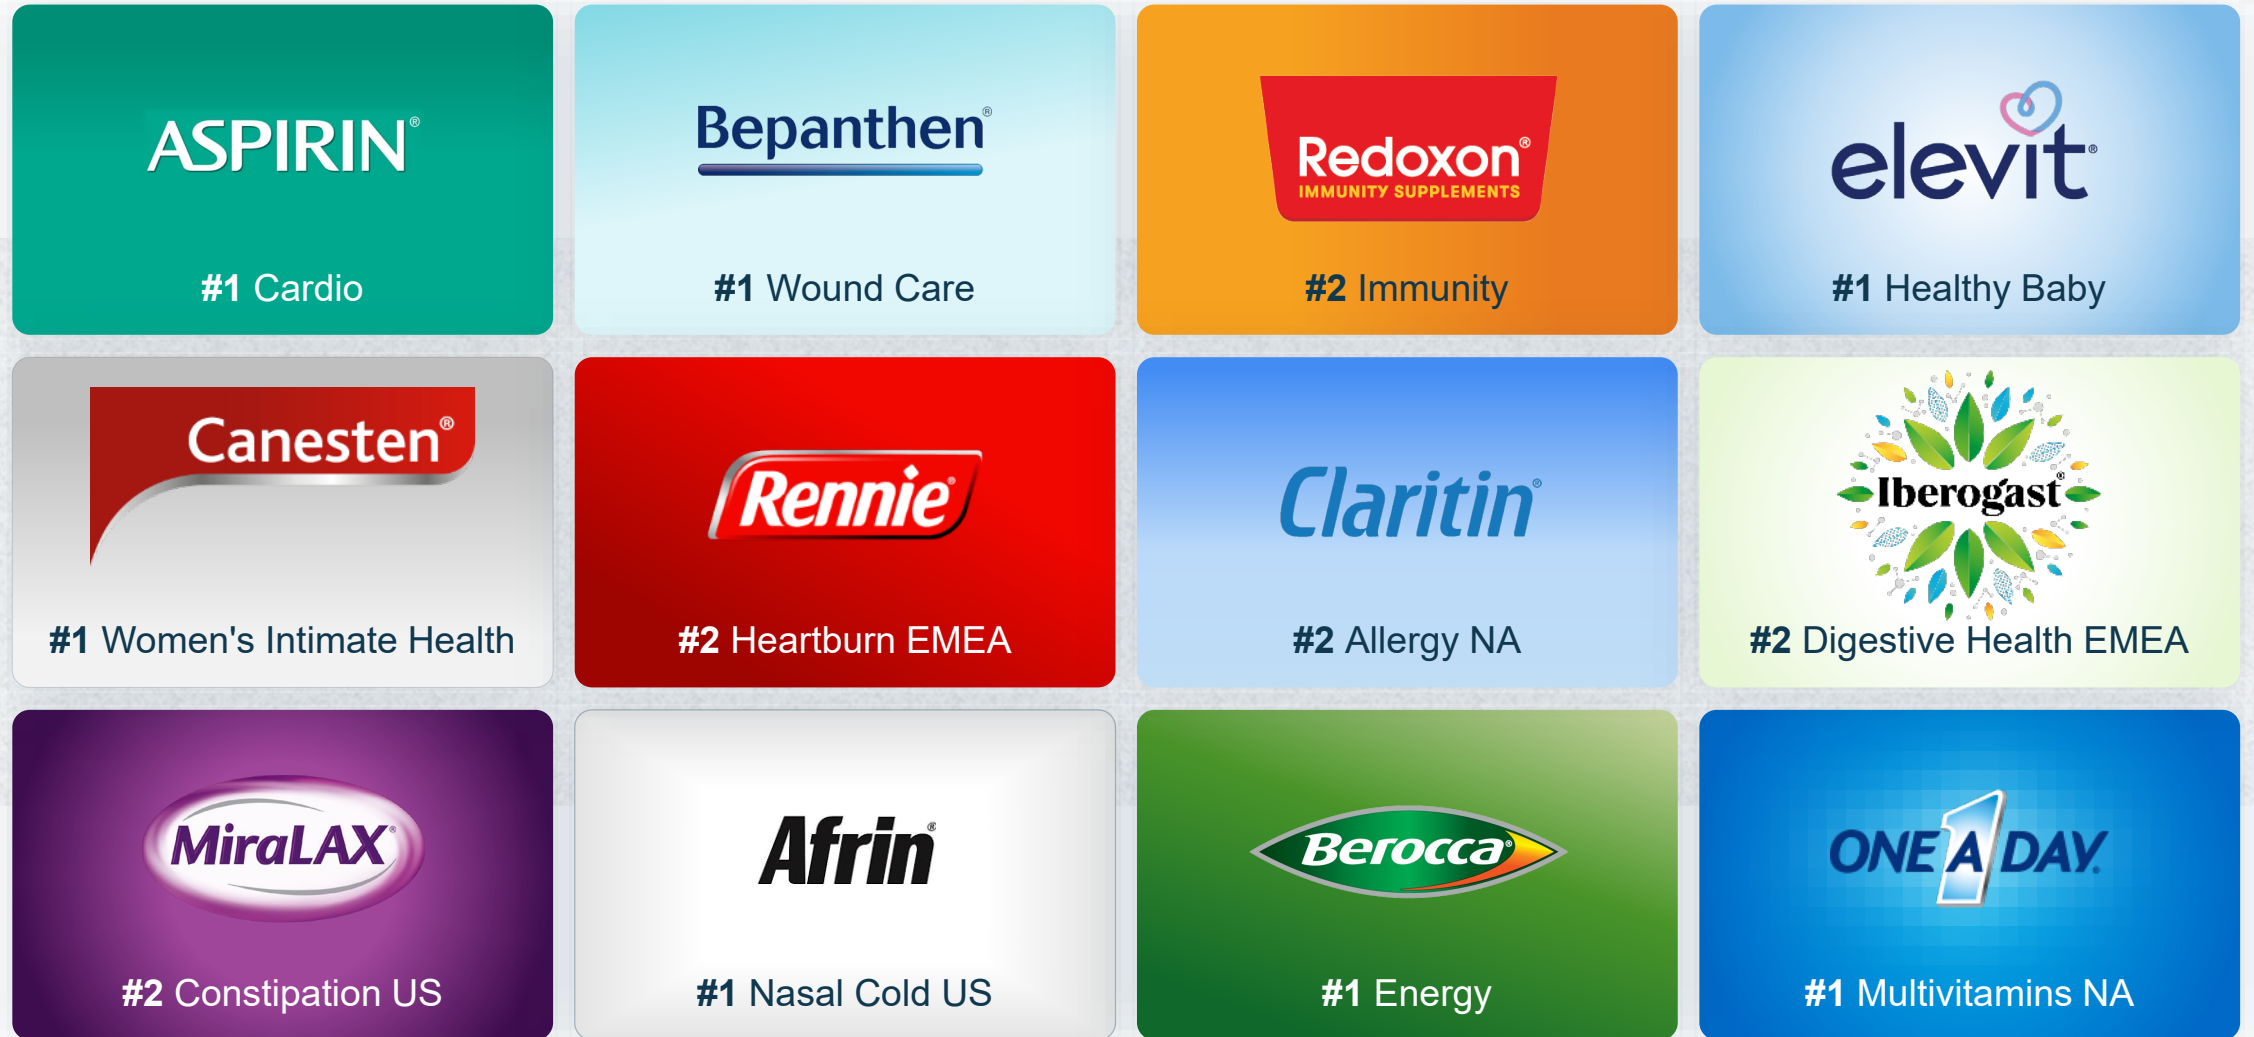 ASPIRIN®
#1 Cardio
Bepanthen®
#1 Wound Care
Redoxon®
IMMUNITY SUPPLEMENTS
#2 Immunity
elevit®
#1 Healthy Baby
Canesten®
#1 Women's Intimate Health
Rennie®
#2 Heartburn EMEA
Claritin®
#2 Allergy NA
Iberogast®
#2 Digestive Health EMEA
MiraLAX®
#2 Constipation US
Afrin®
#1 Nasal Cold US
Berocca®
#1 Energy
ONE A DAY.
#1 Multivitamins NA